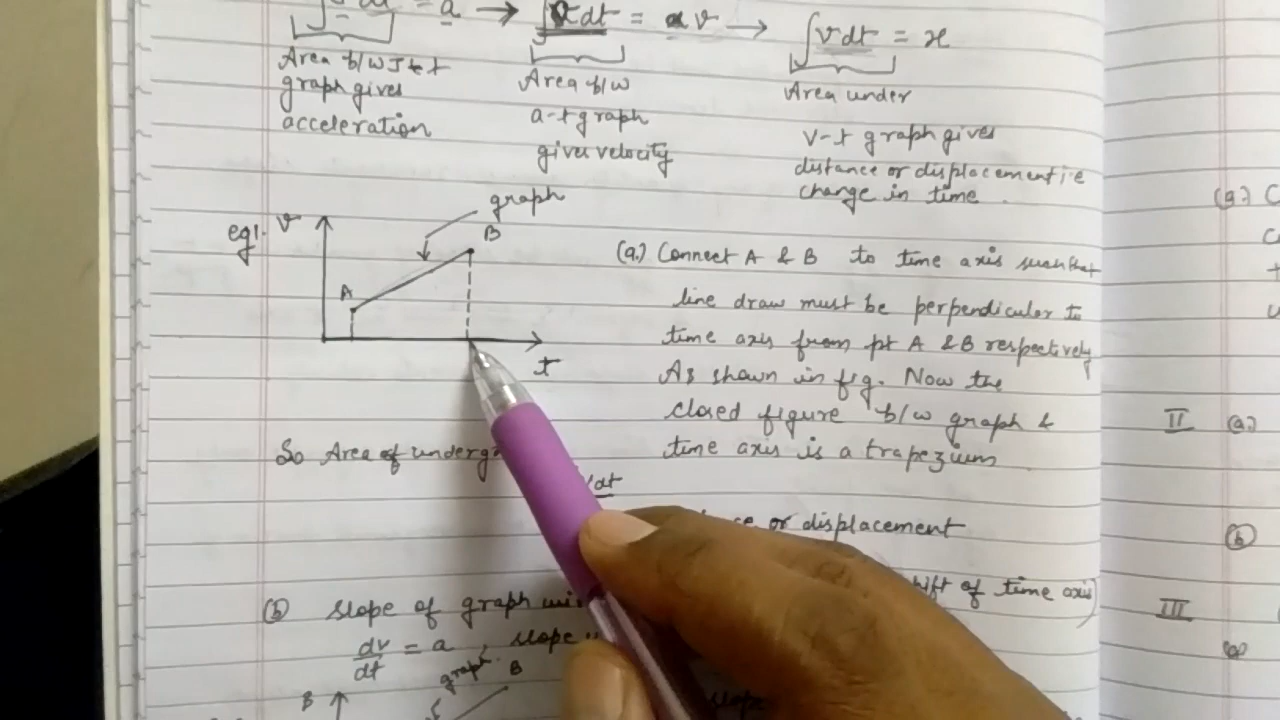 = a → ∫ dt = v → ∫vdt = x
Area b/w J & t
graph gives
acceleration
Area b/w
a-t graph
gives velocity
Area under
v-t graph gives
distance or displacement i.e
change in time.
eg:- v
graph
A
B
t
(a.) Connect A & B to time axis such that
line draw must be perpendicular to
time axis from pt A & B respectively
As shown in fig. Now the
closed figure b/w graph &
time axis is a trapezium
So Area of under
dt
or displacement
(b) slope of graph
of time axis)
dv/dt = a , slope
graph
B
B
slope
(a.)
II (a.)
(b)
III
(a)